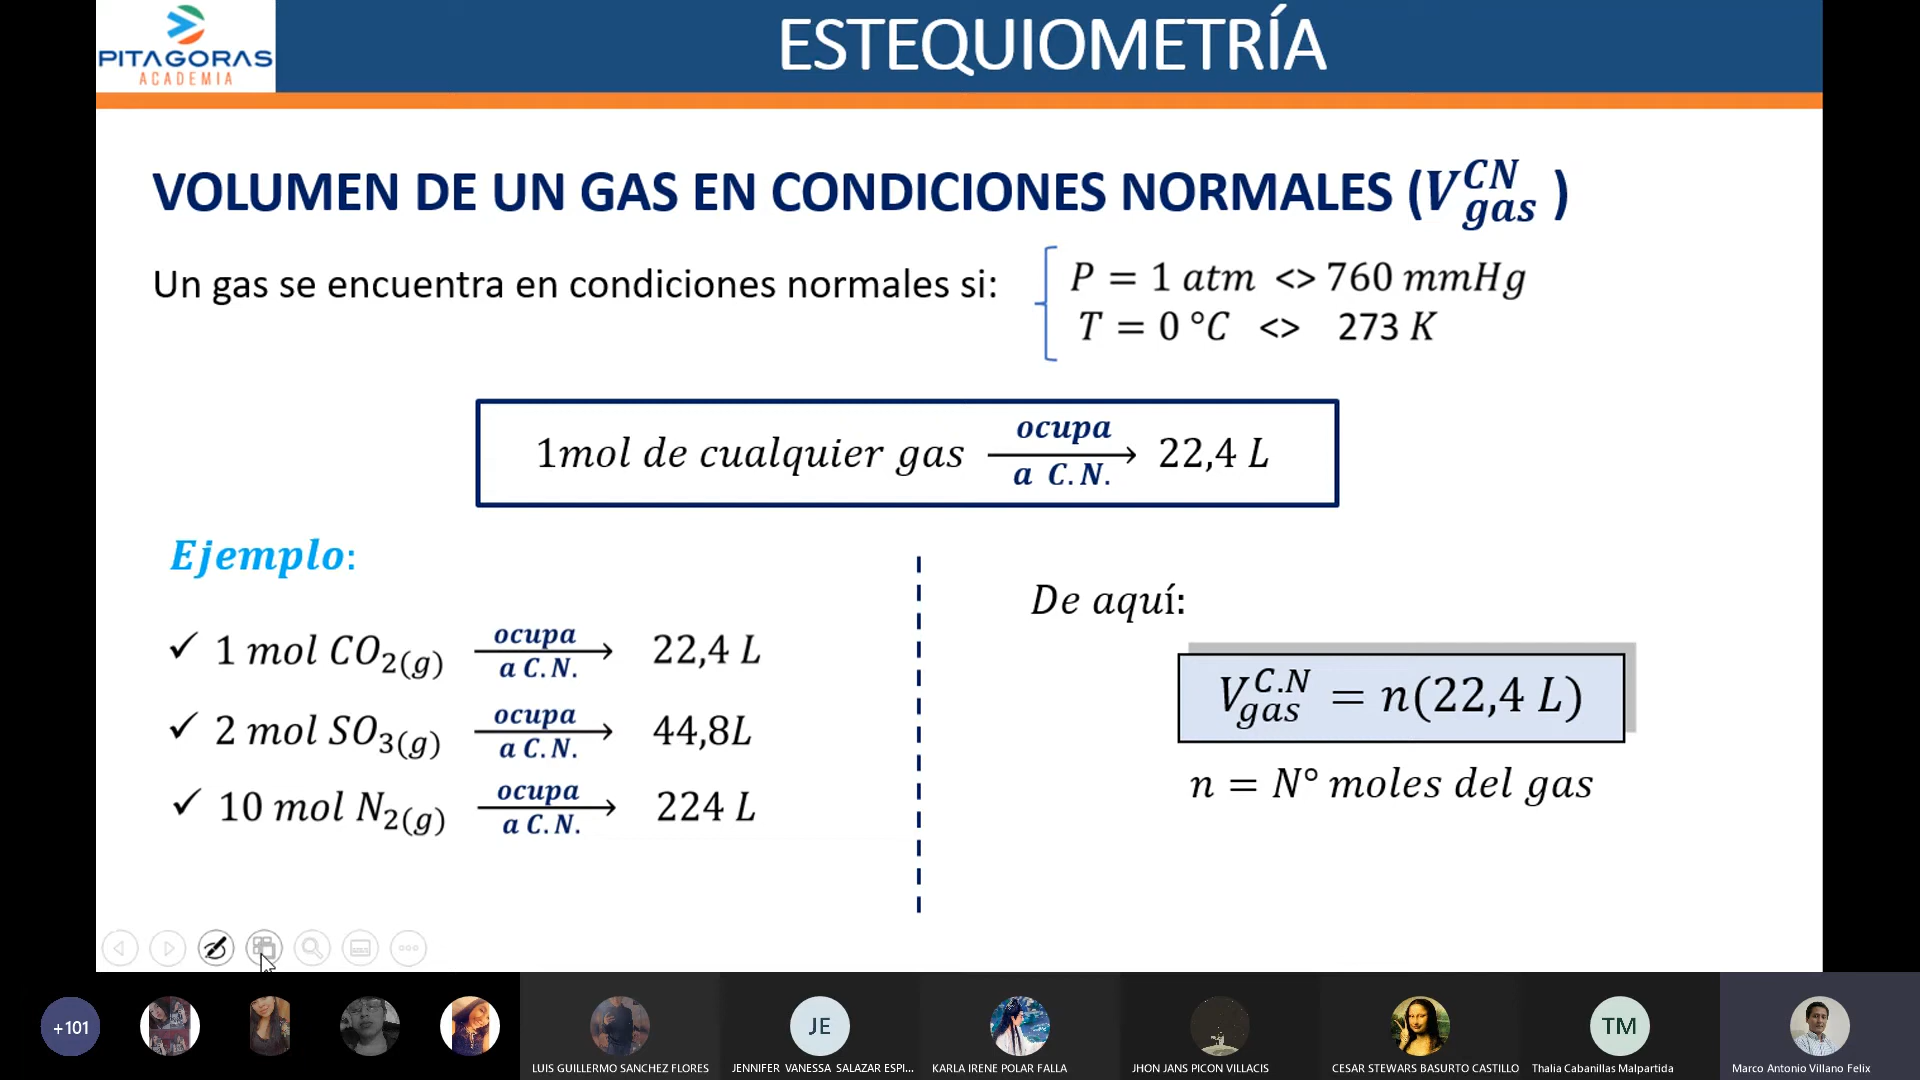 PITAGORAS
ACADEMIA
ESTEQUIOMETRÍA
VOLUMEN DE UN GAS EN CONDICIONES NORMALES (V_gas^CN )
Un gas se encuentra en condiciones normales si:
P = 1 atm <> 760 mmHg
T = 0 °C <> 273 K
1mol de cualquier gas ocupa a C.N. → 22,4 L
Ejemplo:
✓ 1 mol CO₂(g) ocupa a C.N. → 22,4 L
✓ 2 mol SO₃(g) ocupa a C.N. → 44,8L
✓ 10 mol N₂(g) ocupa a C.N. → 224 L
De aquí:
V_gas^C.N = n(22,4 L)
n = N° moles del gas
+101
JE
TM
LUIS GUILLERMO SANCHEZ FLORES
JENNIFER VANESSA SALAZAR ESPI...
KARLA IRENE POLAR FALLA
JHON JANS PICON VILLACIS
CESAR STEWARS BASURTO CASTILLO
Thalia Cabanillas Malpartida
Marco Antonio Villano Felix